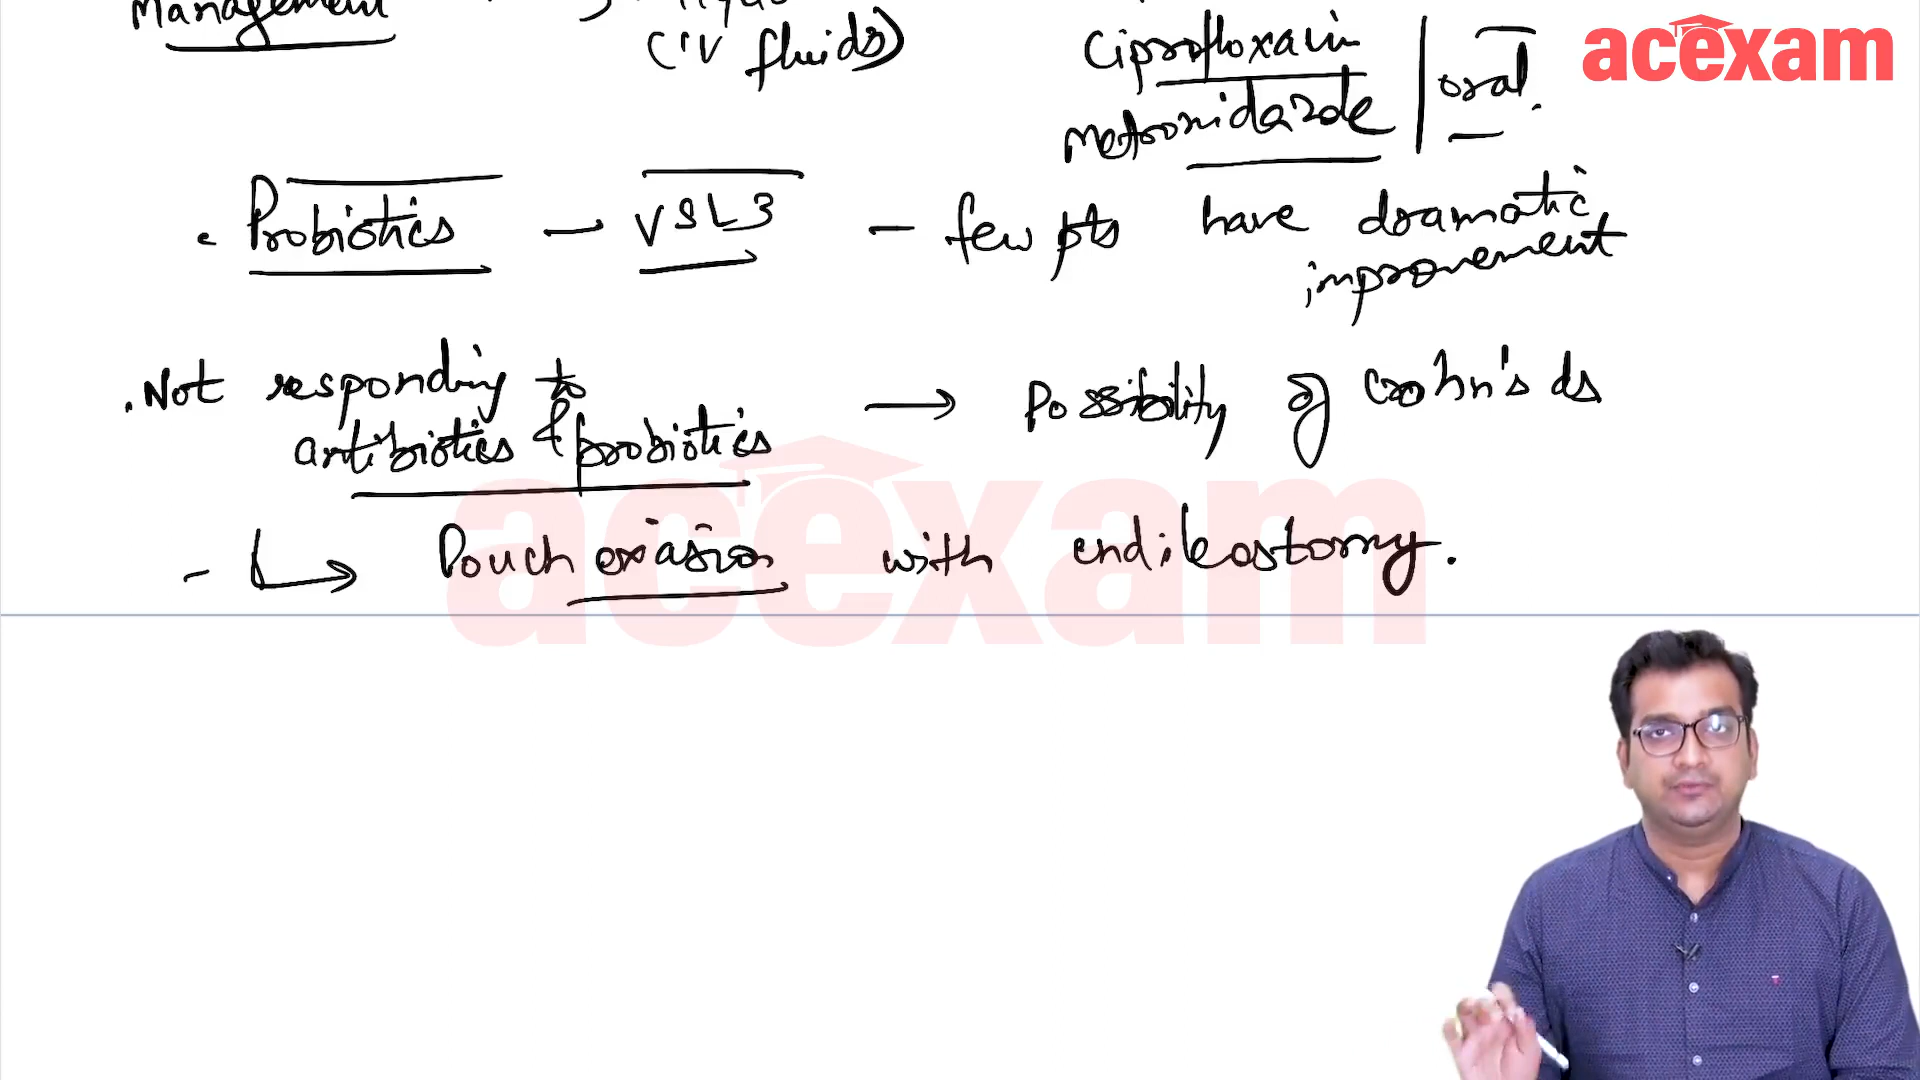 Management
(IV fluids)
Ciprofloxacin
Metronidazole | oral.
acexam
. Probiotics - VSL3 - few pts have dramatic
improvement
. Not responding to
antibiotics & probiotics → Possibility of Crohn's ds
- ↳ Pouch excision with end ileostomy.
acexam